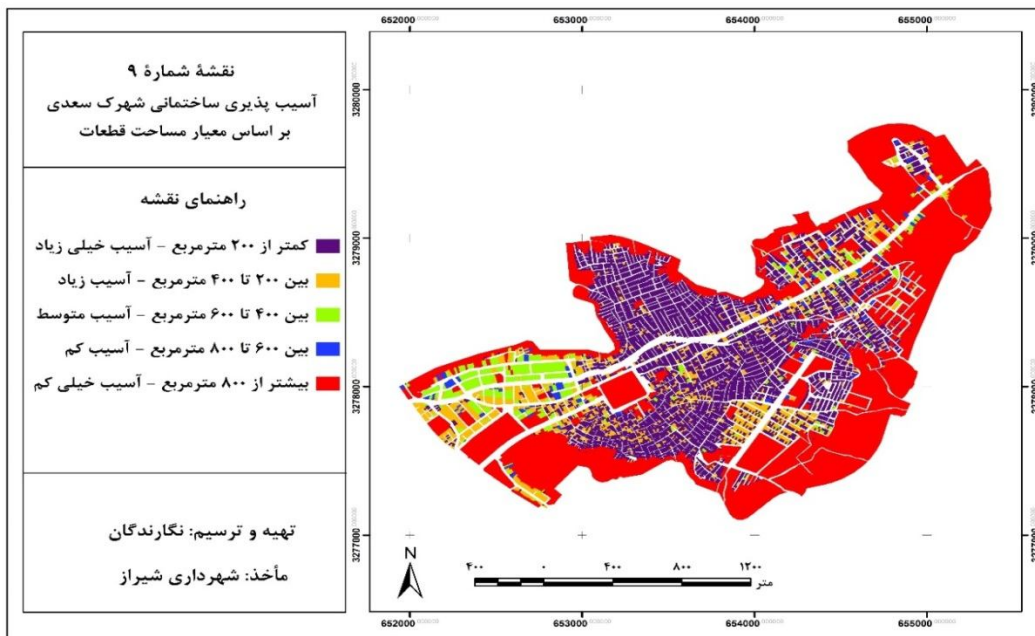 نقشهٔ شمارهٔ ۹
آسیب پذیری ساختمانی شهرک سعدی
بر اساس معیار مساحت قطعات
راهنمای نقشه
کمتر از ۲۰۰ مترمربع - آسیب خیلی زیاد
بین ۲۰۰ تا ۴۰۰ مترمربع - آسیب زیاد
بین ۴۰۰ تا ۶۰۰ مترمربع - آسیب متوسط
بین ۶۰۰ تا ۸۰۰ مترمربع - آسیب کم
بیشتر از ۸۰۰ مترمربع - آسیب خیلی کم
تهیه و ترسیم: نگارندگان
مأخذ: شهرداری شیراز
652000 653000 654000 655000
3280000
3279000
3278000
3277000
N
۴۰۰ ۰ ۴۰۰ ۸۰۰ ۱۲۰۰
متر
652000 653000 654000 655000